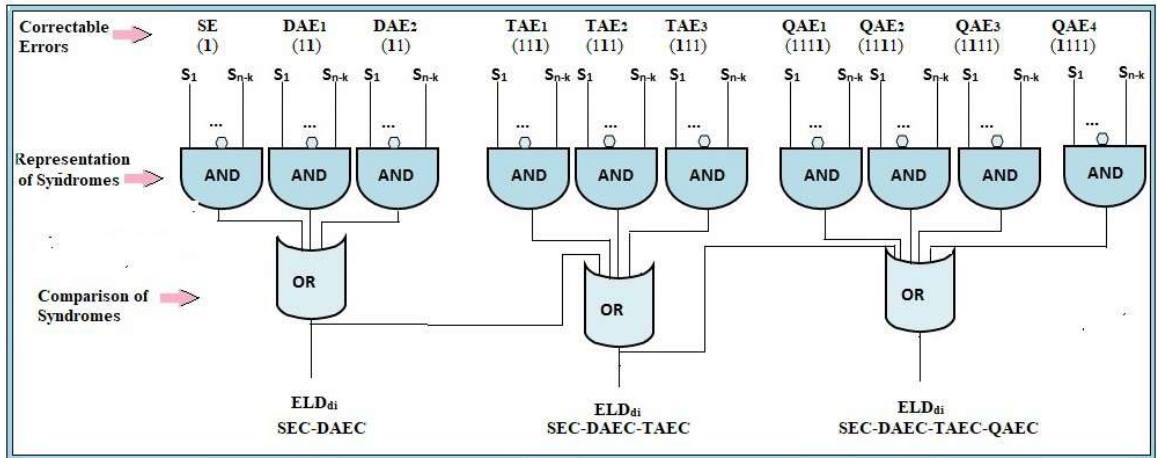 Correctable Errors
SE DAE1 DAE2 TAE1 TAE2 TAE3 QAE1 QAE2 QAE3 QAE4
(1) (11) (11) (111) (111) (111) (1111) (1111) (1111) (1111)
S1 Sn-k S1 Sn-k S1 Sn-k S1 Sn-k S1 Sn-k S1 Sn-k S1 Sn-k S1 Sn-k S1 Sn-k S1 Sn-k
... ... ... ... ... ... ... ... ... ...
Representation
of Syndromes
AND AND AND AND AND AND AND AND AND AND
Comparison of
Syndromes
OR OR OR
ELDdi ELDdi ELDdi
SEC-DAEC SEC-DAEC-TAEC SEC-DAEC-TAEC-QAEC